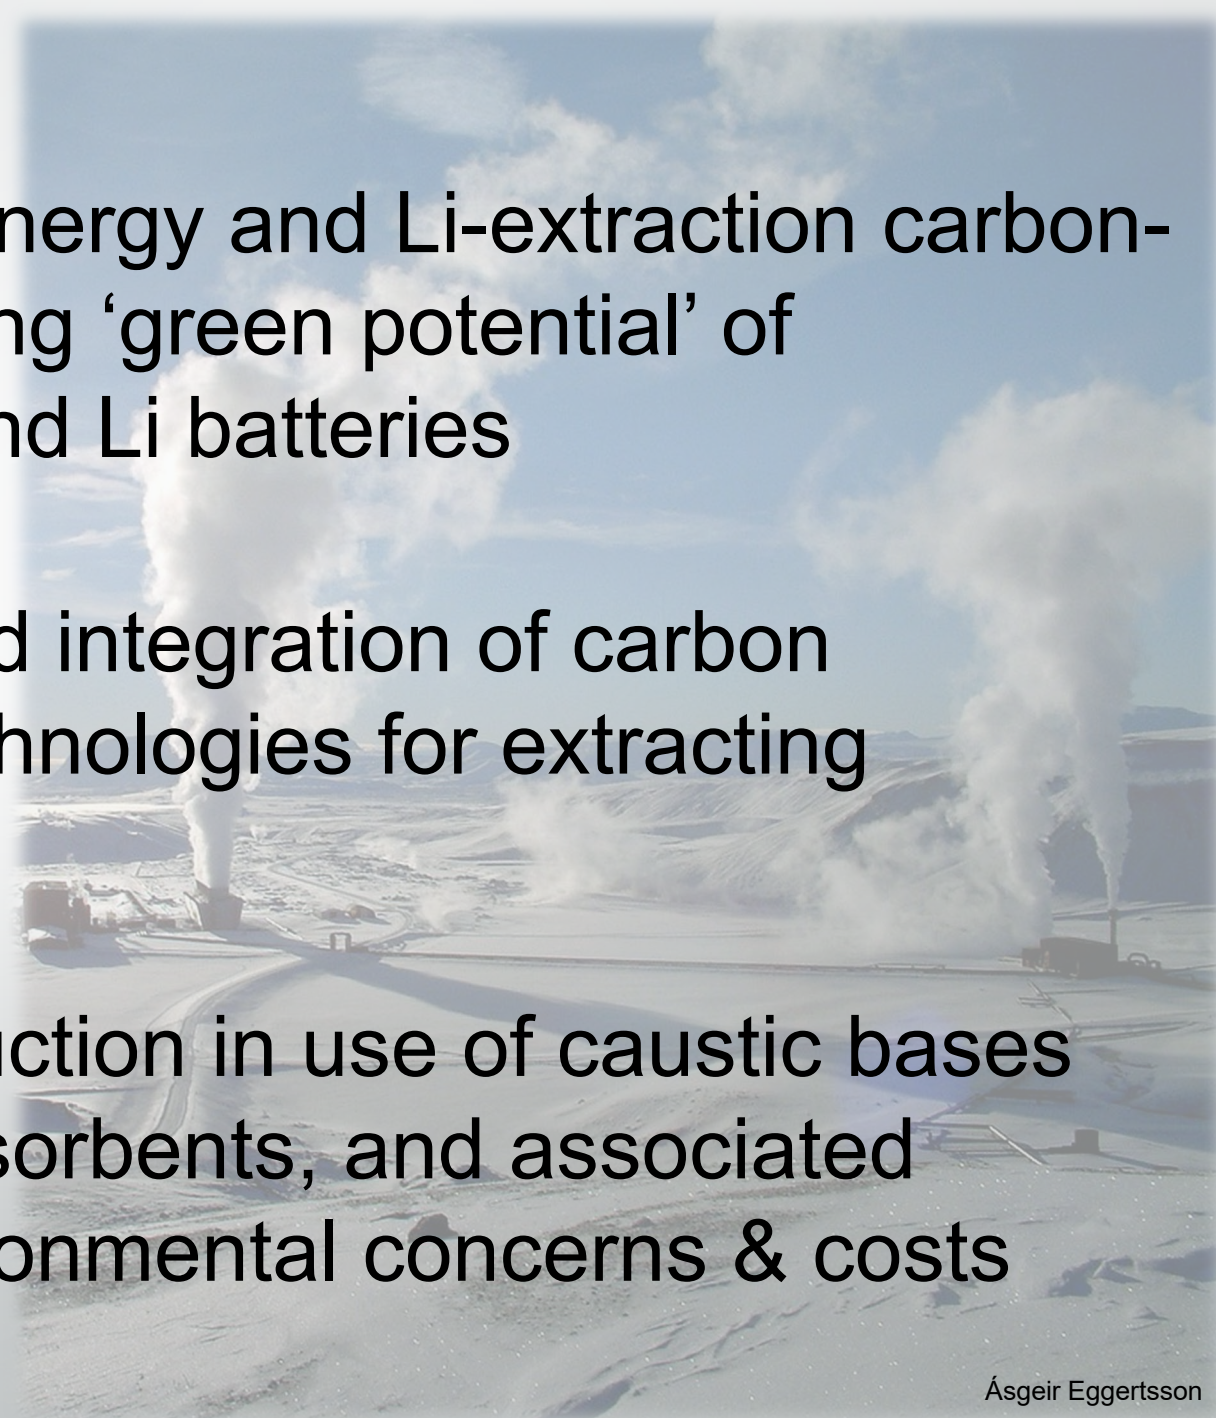 nergy and Li-extraction carbon-
ng ‘green potential’ of
nd Li batteries
d integration of carbon
hnologies for extracting
uction in use of caustic bases
sorbents, and associated
onmental concerns & costs
Ásgeir Eggertsson